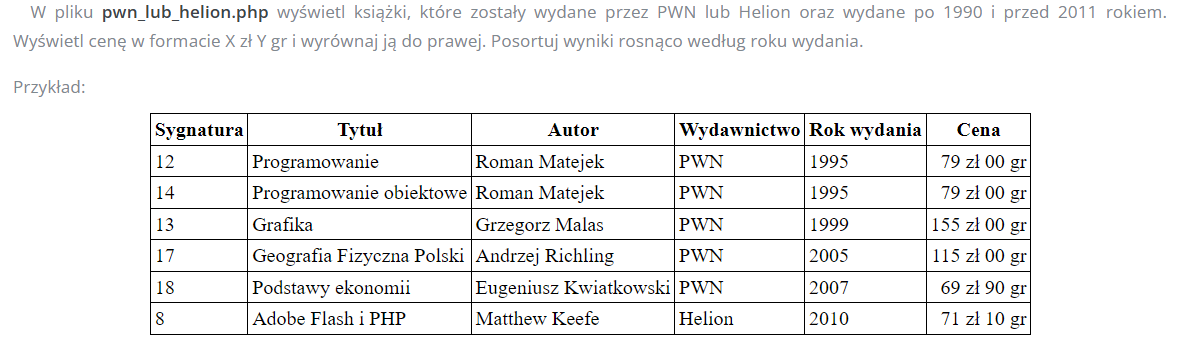 W pliku pwn_lub_helion.php wyświetl książki, które zostały wydane przez PWN lub Helion oraz wydane po 1990 i przed 2011 rokiem.
Wyświetl cenę w formacie X zł Y gr i wyrównaj ją do prawej. Posortuj wyniki rosnąco według roku wydania.
Przykład:
Sygnatura Tytuł Autor Wydawnictwo Rok wydania Cena
12 Programowanie Roman Matejek PWN 1995 79 zł 00 gr
14 Programowanie obiektowe Roman Matejek PWN 1995 79 zł 00 gr
13 Grafika Grzegorz Malas PWN 1999 155 zł 00 gr
17 Geografia Fizyczna Polski Andrzej Richling PWN 2005 115 zł 00 gr
18 Podstawy ekonomii Eugeniusz Kwiatkowski PWN 2007 69 zł 90 gr
8 Adobe Flash i PHP Matthew Keefe Helion 2010 71 zł 10 gr